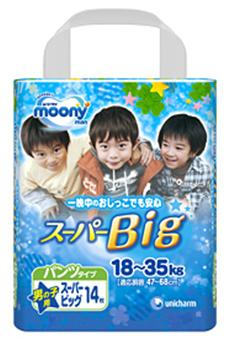 moony
man
一晩中のおしっこでも安心
スーパーBig
18~35kg
【適応胴囲 47~68cm】
パンツタイプ
男の子用
スーパー
ビッグ 14枚
unicharm